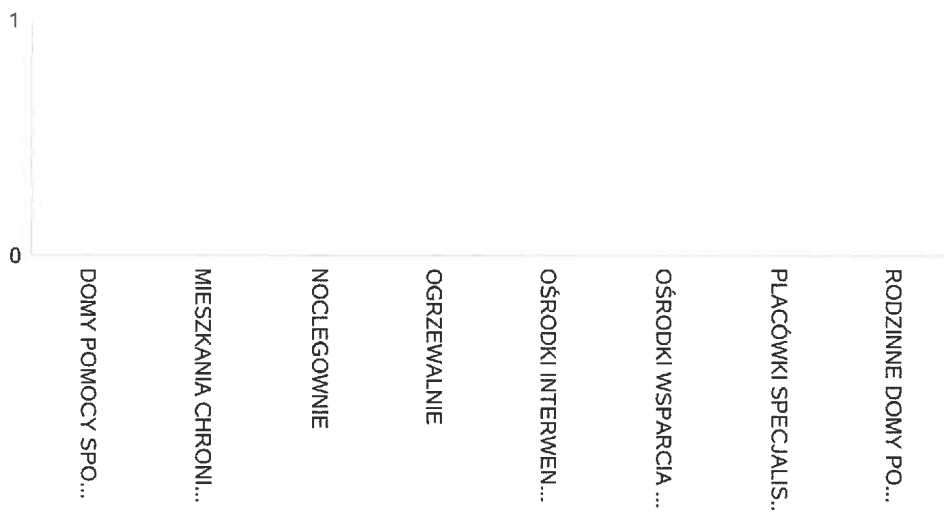 1
0
DOMY POMOCY SPO...
MIESZKANIA CHRONI...
NOCLEGOWNIE
OGRZEWALNIE
OŚRODKI INTERWEN...
OŚRODKI WSPARCIA ...
PLACÓWKI SPECJALIS...
RODZINNE DOMY PO...